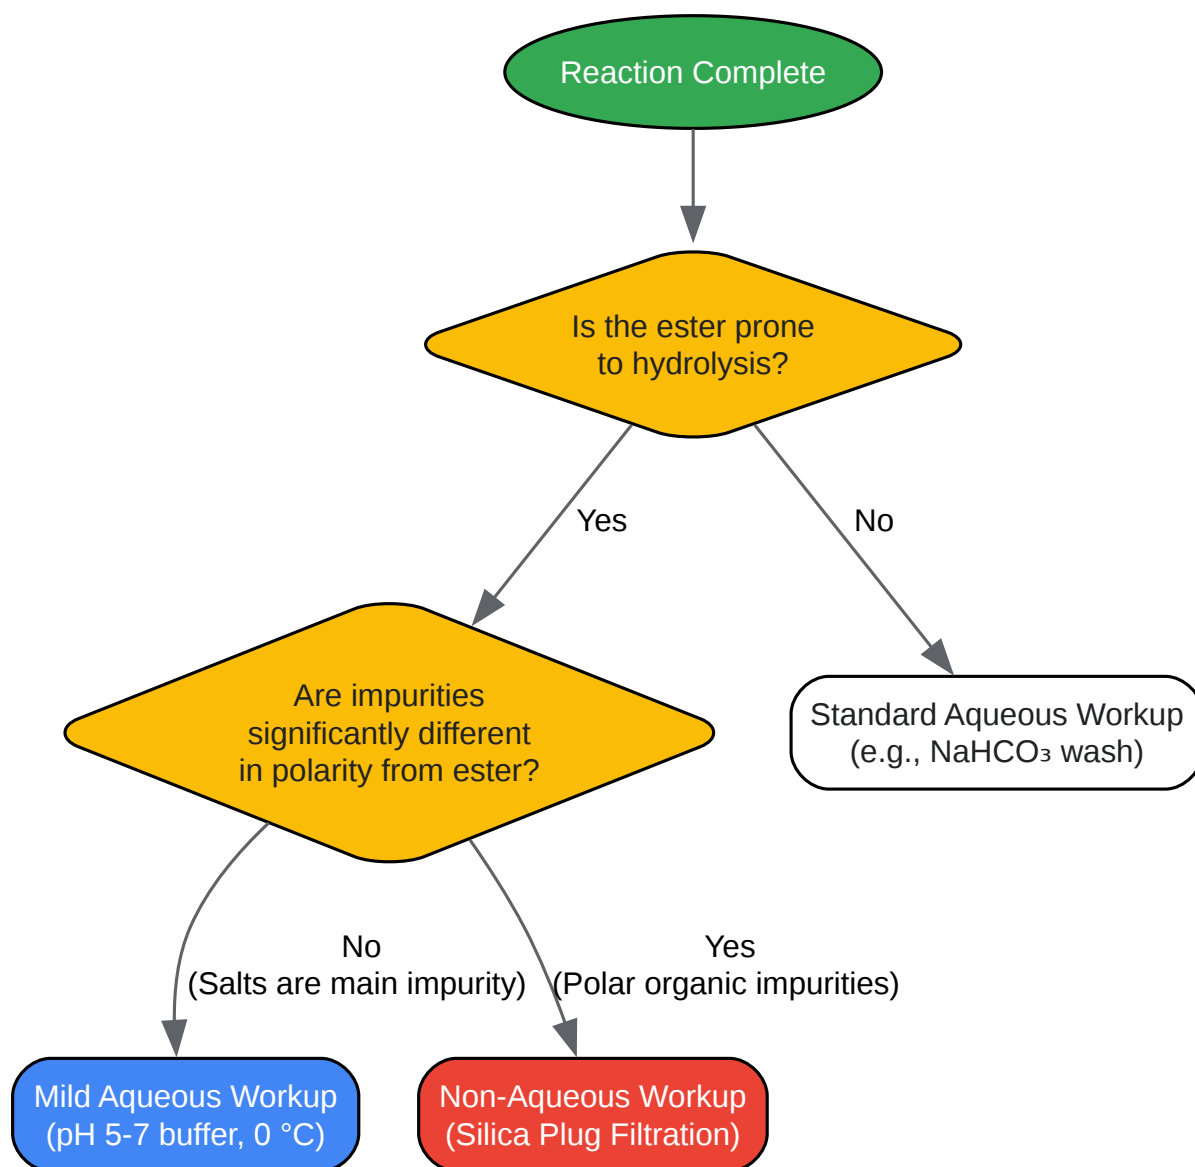 Reaction Complete
Is the ester prone
to hydrolysis?
Yes
No
Are impurities
significantly different
in polarity from ester?
Standard Aqueous Workup
(e.g., NaHCO₃ wash)
No
(Salts are main impurity)
Yes
(Polar organic impurities)
Mild Aqueous Workup
(pH 5-7 buffer, 0 °C)
Non-Aqueous Workup
(Silica Plug Filtration)